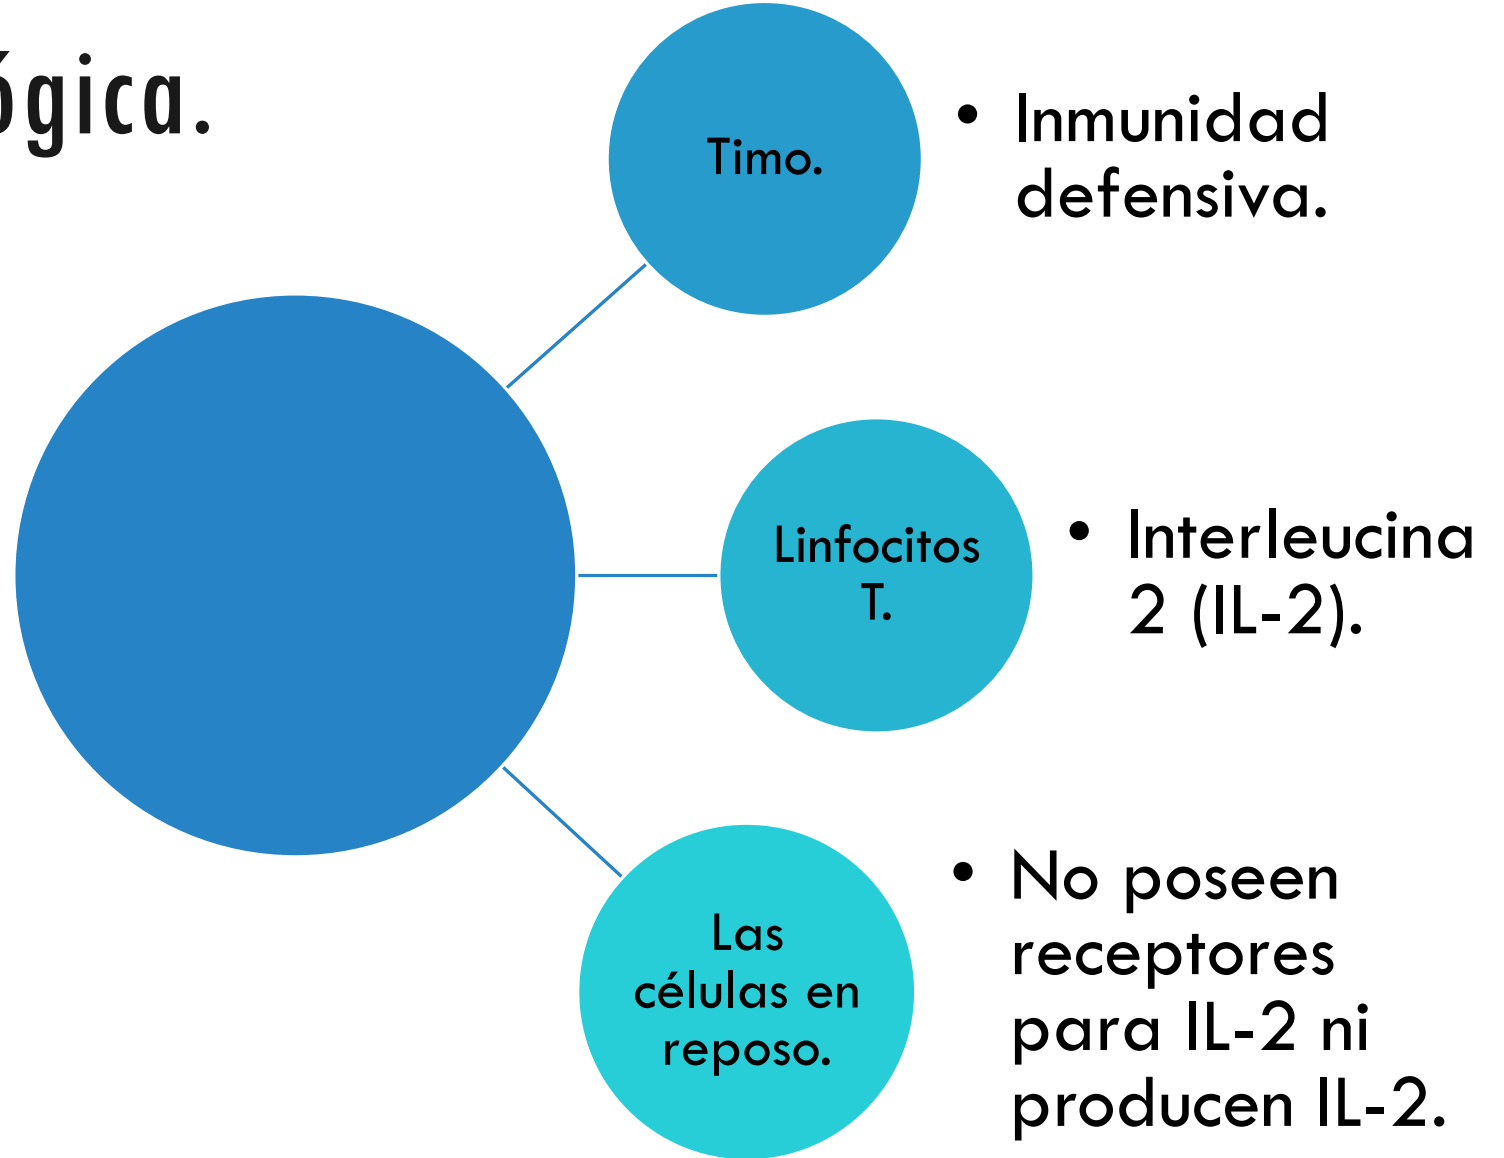 ógica.
Timo.
• Inmunidad
defensiva.
Linfocitos
T.
• Interleucina
2 (IL-2).
Las
células en
reposo.
• No poseen
receptores
para IL-2 ni
producen IL-2.